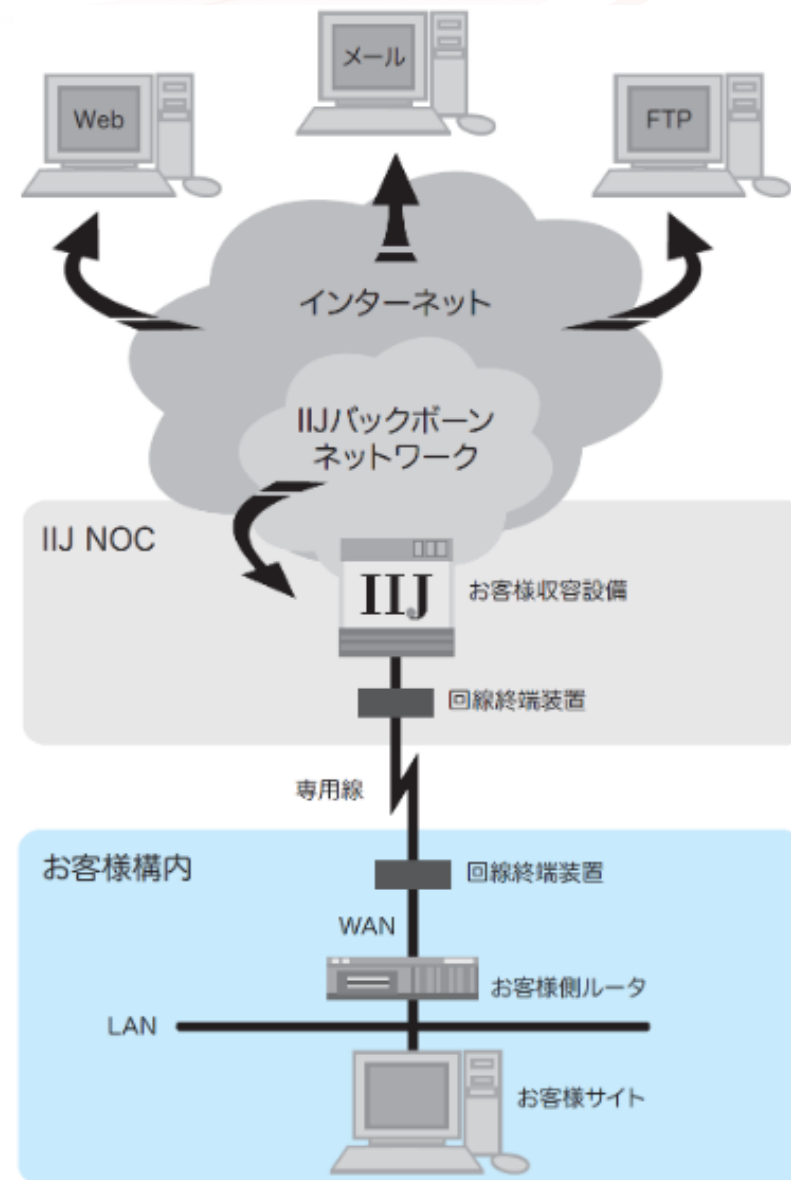 メール
Web
FTP
インターネット
IIJバックボーン
ネットワーク
IIJ NOC
IIJ
お客様収容設備
回線終端装置
専用線
お客様構内
回線終端装置
WAN
お客様側ルータ
LAN
お客様サイト